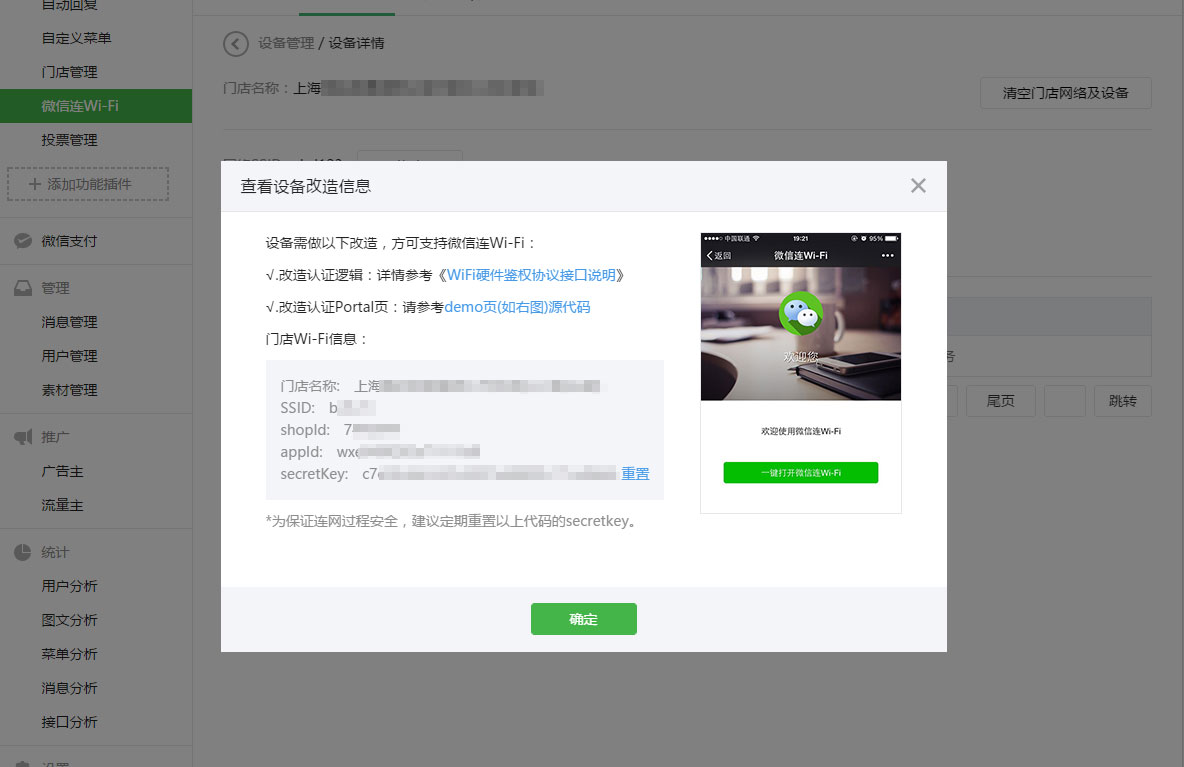 自动回复
自定义菜单
门店管理
微信连Wi-Fi
投票管理
添加功能插件
微信支付
管理
消息管理
用户管理
素材管理
推广
广告主
流量主
统计
用户分析
图文分析
菜单分析
消息分析
接口分析
设置
设备管理 / 设备详情
门店名称：上海
清空门店网络及设备
查看设备改造信息
设备需做以下改造，方可支持微信连Wi-Fi：
√.改造认证逻辑：详情参考《WiFi硬件鉴权协议接口说明》
√.改造认证Portal页：请参考demo页(如右图)源代码
门店Wi-Fi信息：
门店名称: 上海
SSID: b
shopId: 7
appId: wxe
secretKey: c7 重置
*为保证连网过程安全，建议定期重置以上代码的secretkey。
中国联通 19:21 95%
返回 微信连Wi-Fi
欢迎您
欢迎使用微信连Wi-Fi
一键打开微信连Wi-Fi
确定
尾页 跳转